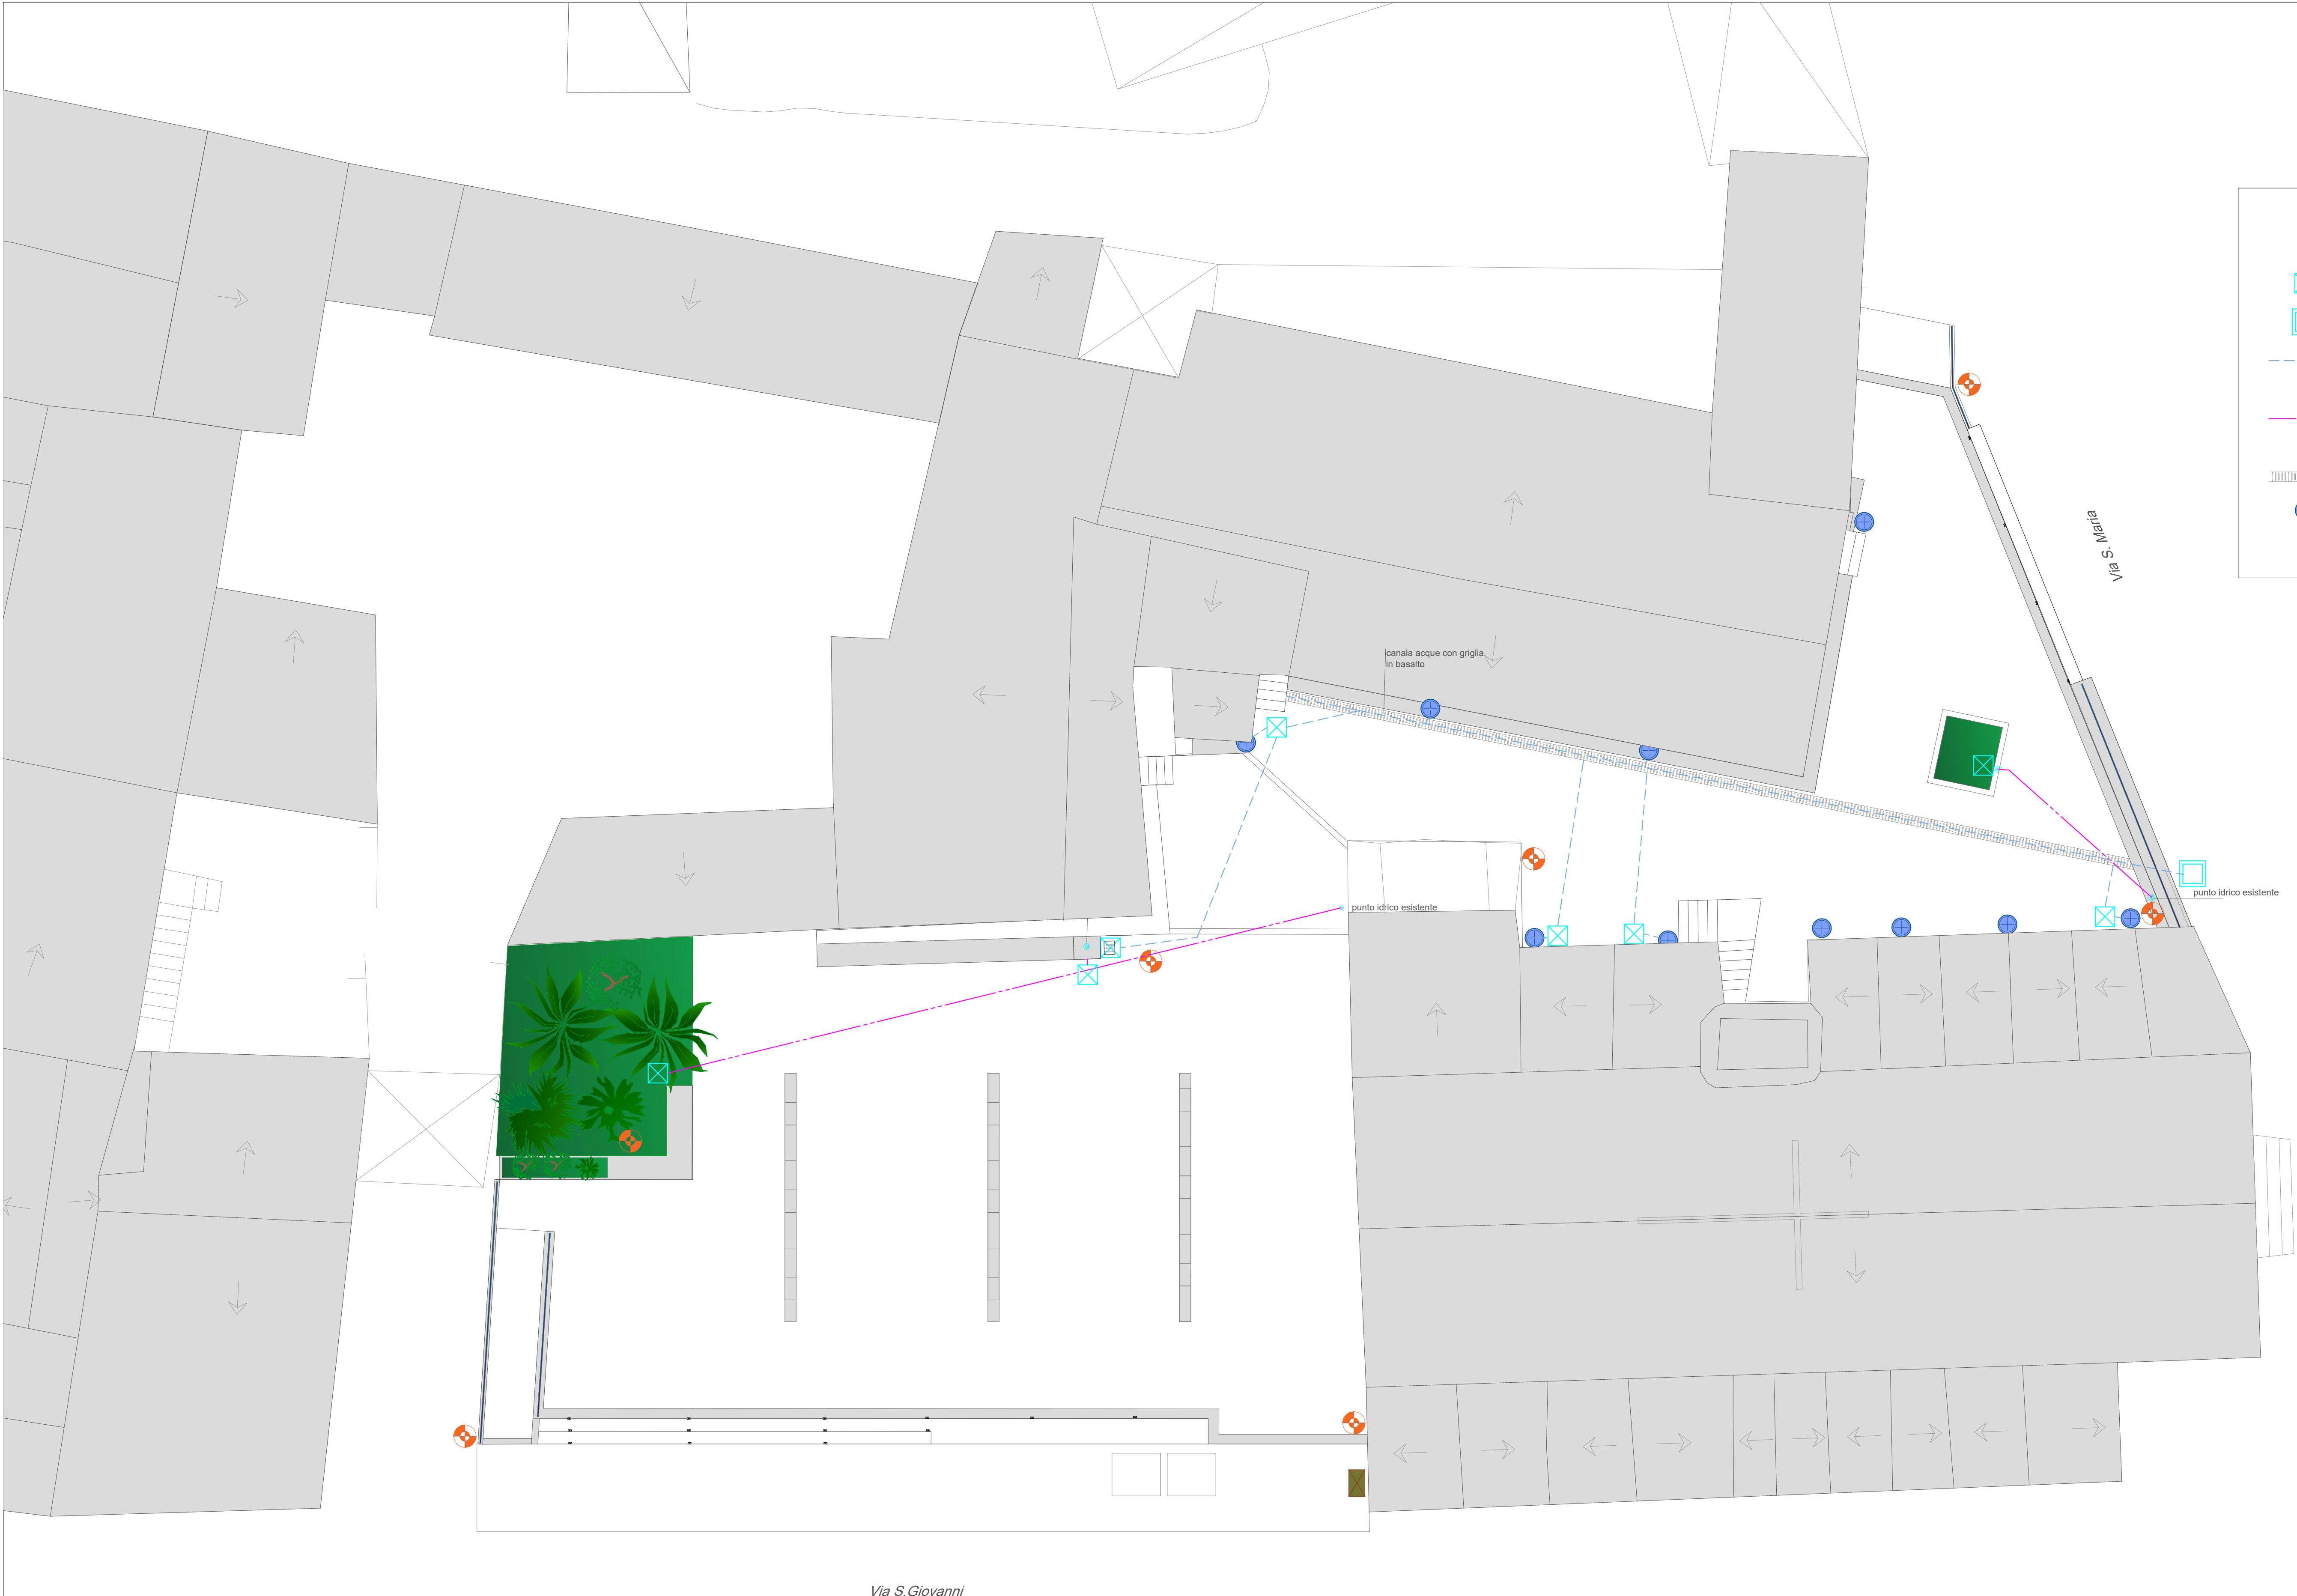 Via S. Maria
canala acque con griglia
in basalto
punto idrico esistente
punto idrico esistente
Via S.Giovanni